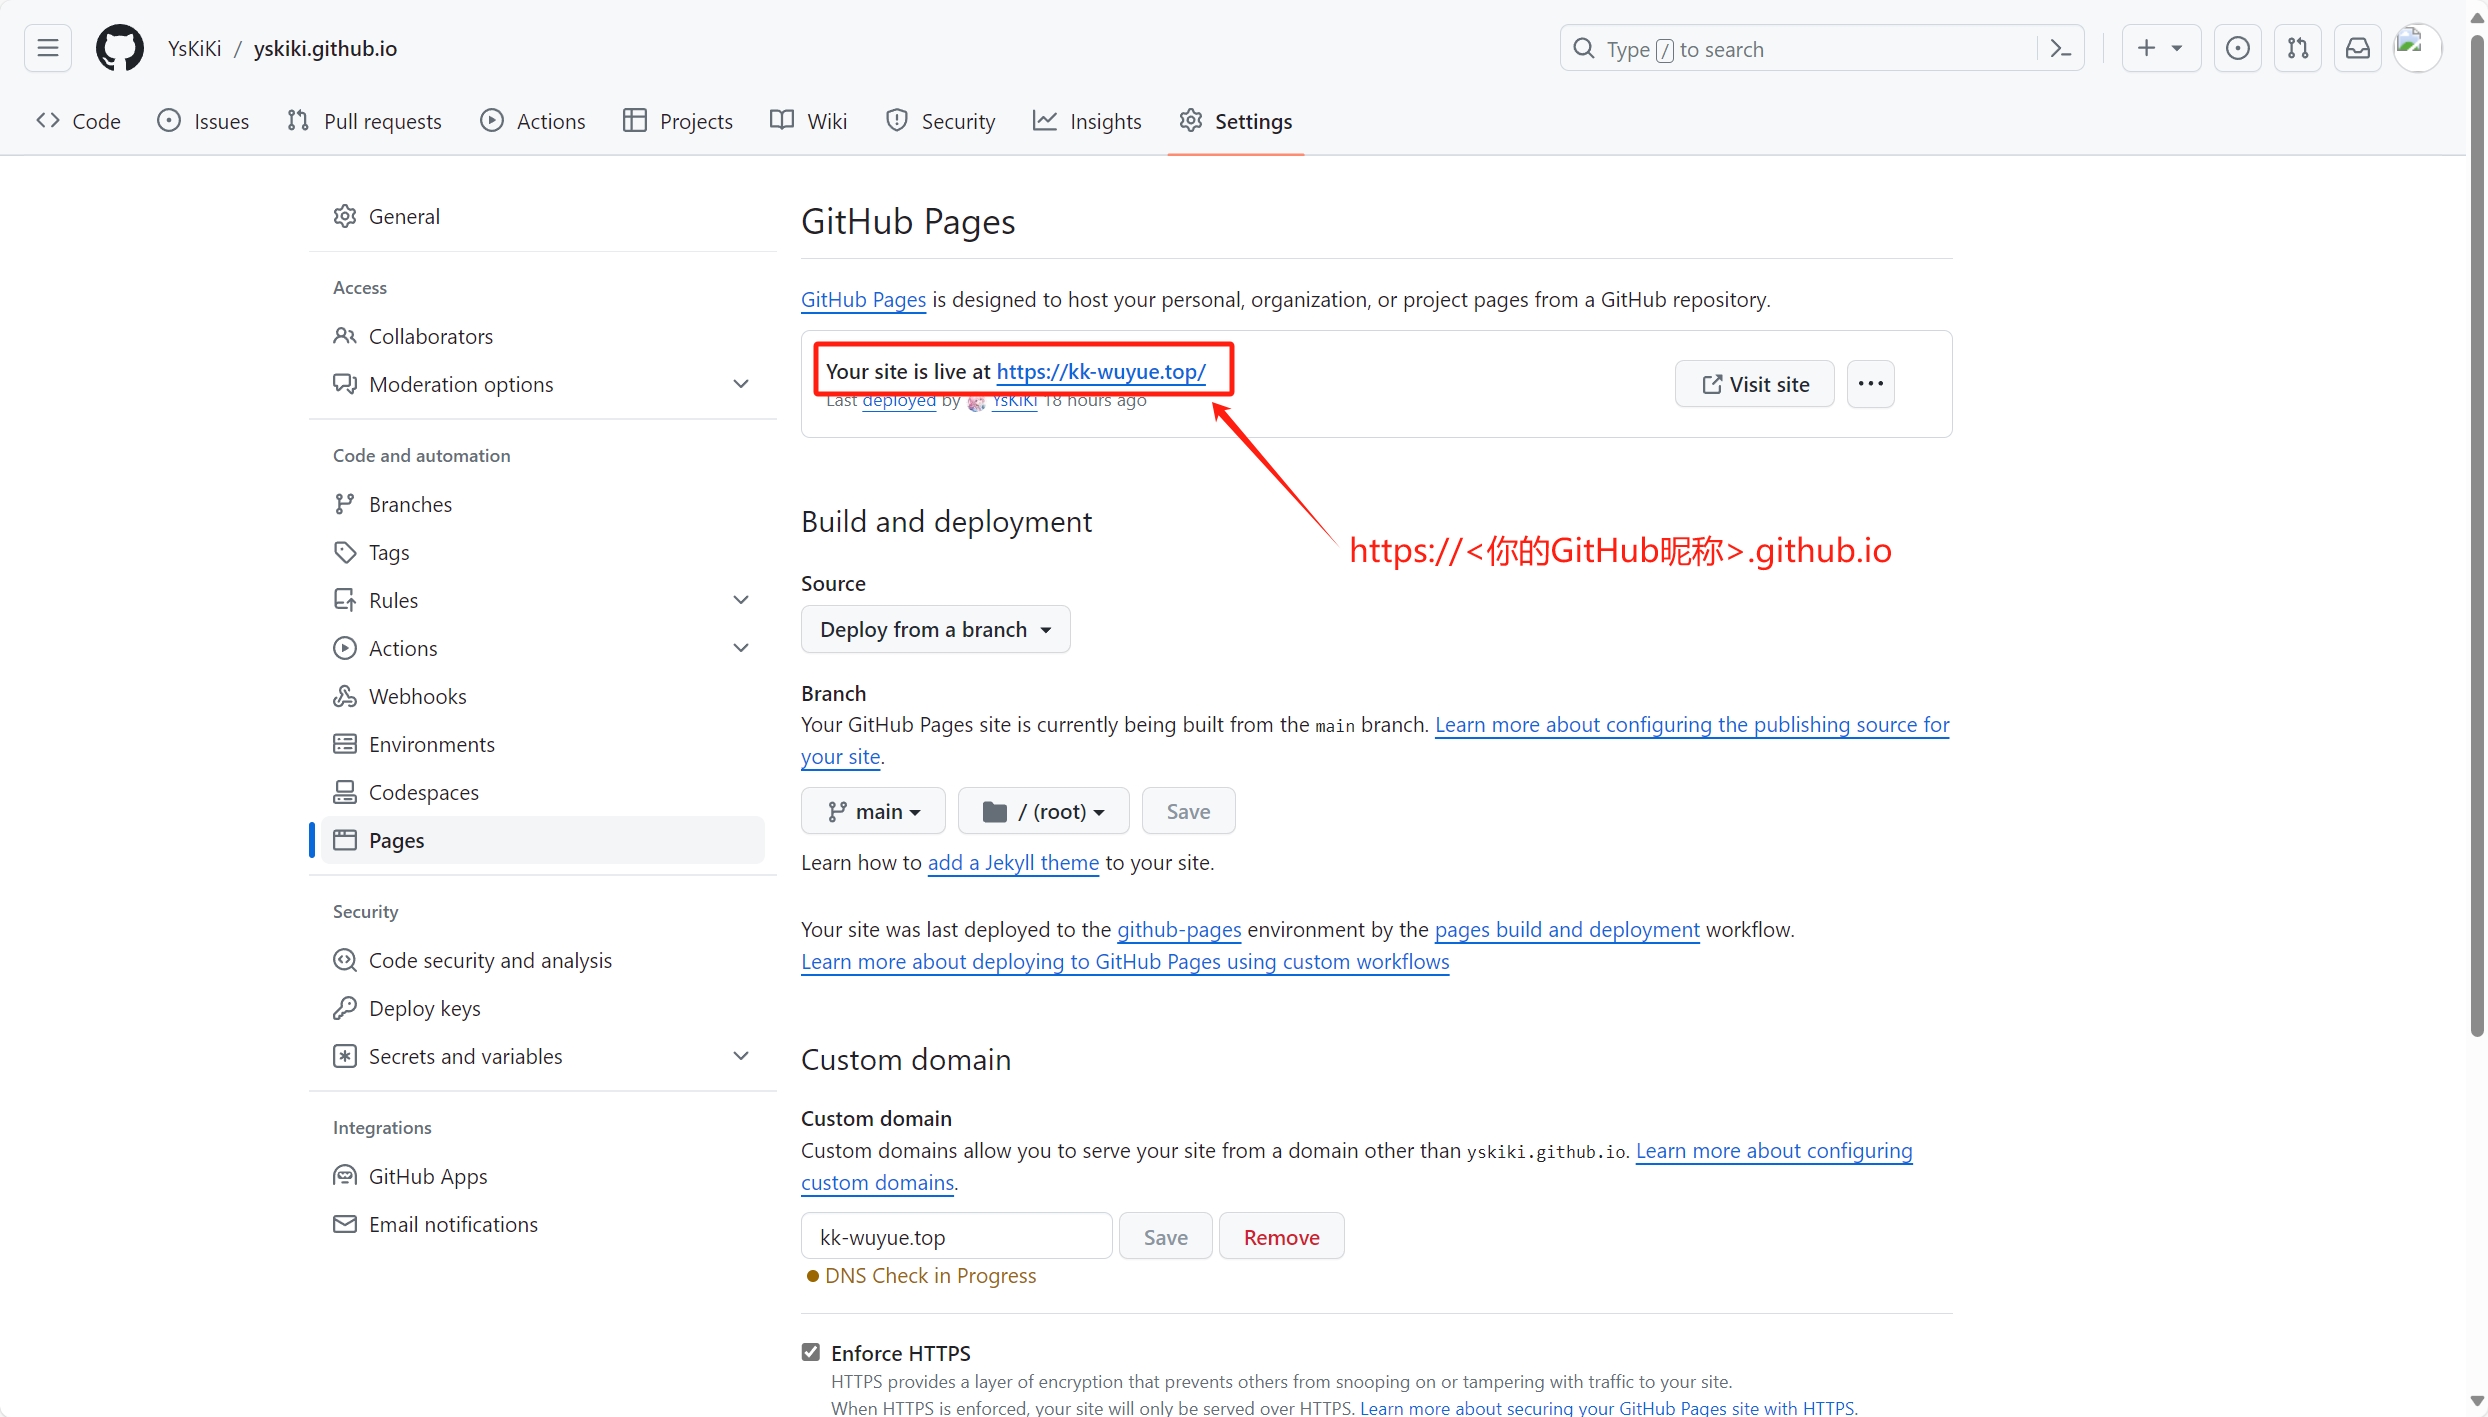 YsKiKi / yskiki.github.io
Type / to search
Code Issues Pull requests Actions Projects Wiki Security Insights Settings
General
Access
Collaborators
Moderation options
Code and automation
Branches
Tags
Rules
Actions
Webhooks
Environments
Codespaces
Pages
Security
Code security and analysis
Deploy keys
Secrets and variables
Integrations
GitHub Apps
Email notifications
GitHub Pages
GitHub Pages is designed to host your personal, organization, or project pages from a GitHub repository.
Your site is live at https://kk-wuyue.top/
Last deployed by YsKiKi 18 hours ago
Visit site
https://<你的GitHub昵称>.github.io
Build and deployment
Source
Deploy from a branch
Branch
Your GitHub Pages site is currently being built from the main branch. Learn more about configuring the publishing source for
your site.
main / (root) Save
Learn how to add a Jekyll theme to your site.
Your site was last deployed to the github-pages environment by the pages build and deployment workflow.
Learn more about deploying to GitHub Pages using custom workflows
Custom domain
Custom domain
Custom domains allow you to serve your site from a domain other than yskiki.github.io. Learn more about configuring
custom domains.
kk-wuyue.top Save Remove
DNS Check in Progress
Enforce HTTPS
HTTPS provides a layer of encryption that prevents others from snooping on or tampering with traffic to your site.
When HTTPS is enforced, your site will only be served over HTTPS. Learn more about securing your GitHub Pages site with HTTPS.